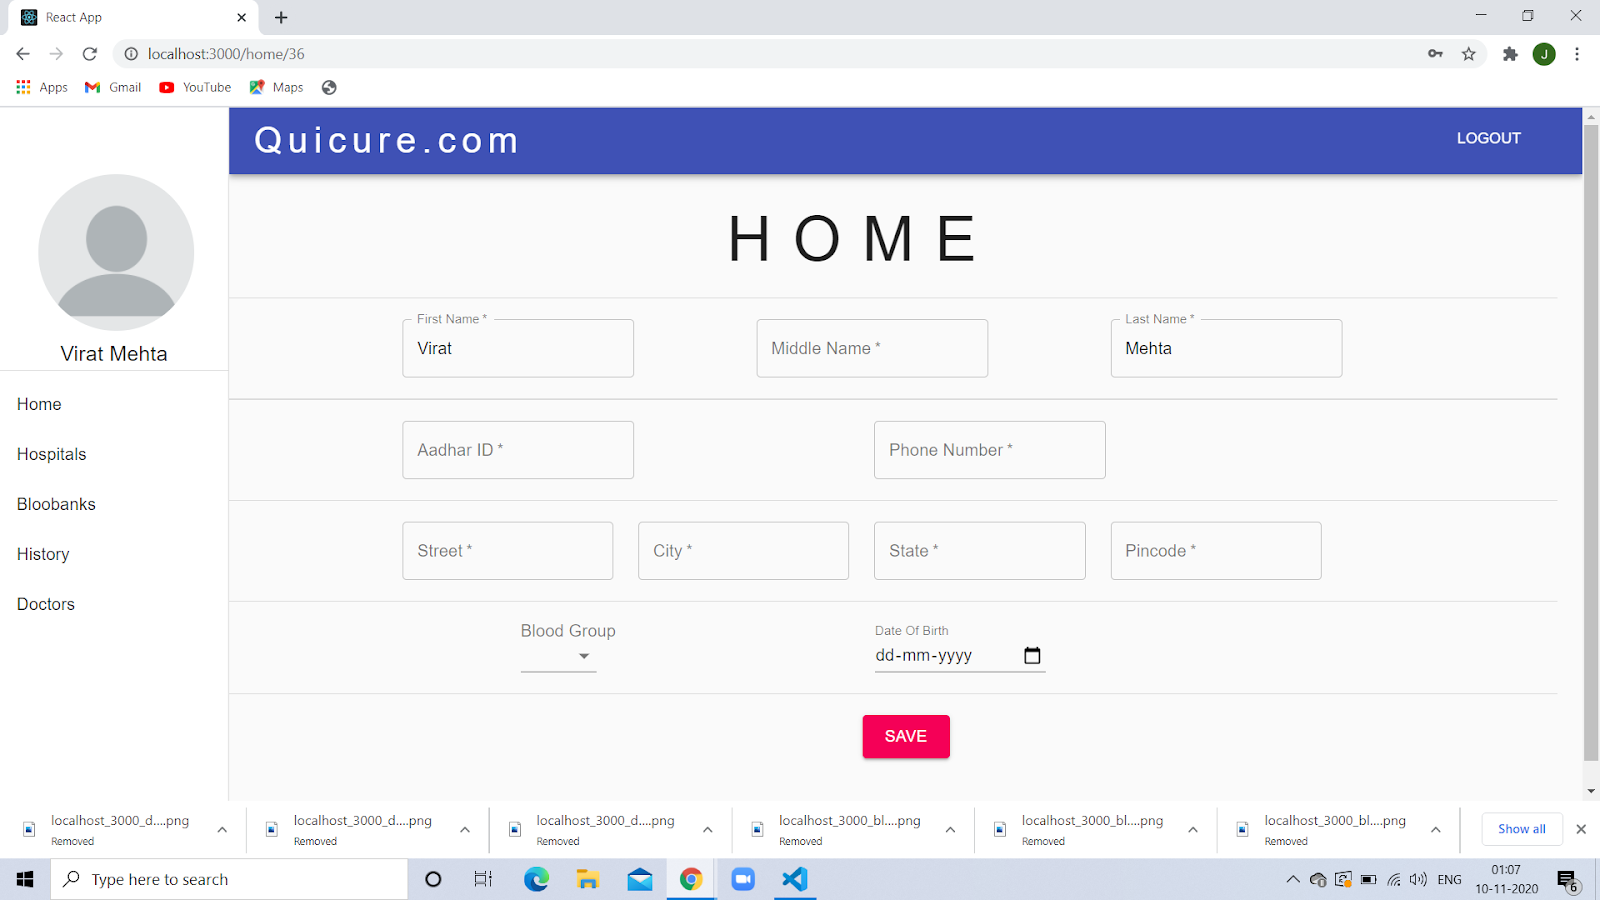 React App
localhost:3000/home/36
J
Apps
Gmail
YouTube
Maps
Quicure.com
LOGOUT
Virat Mehta
Home
Hospitals
Bloobanks
History
Doctors
HOME
First Name *
Virat
Middle Name *
Last Name *
Mehta
Aadhar ID *
Phone Number *
Street *
City *
State *
Pincode *
Blood Group
Date Of Birth
dd-mm-yyyy
SAVE
localhost_3000_d....png
Removed
localhost_3000_d....png
Removed
localhost_3000_d....png
Removed
localhost_3000_bl....png
Removed
localhost_3000_bl....png
Removed
localhost_3000_bl....png
Removed
Show all
Type here to search
ENG
01:07
10-11-2020
6